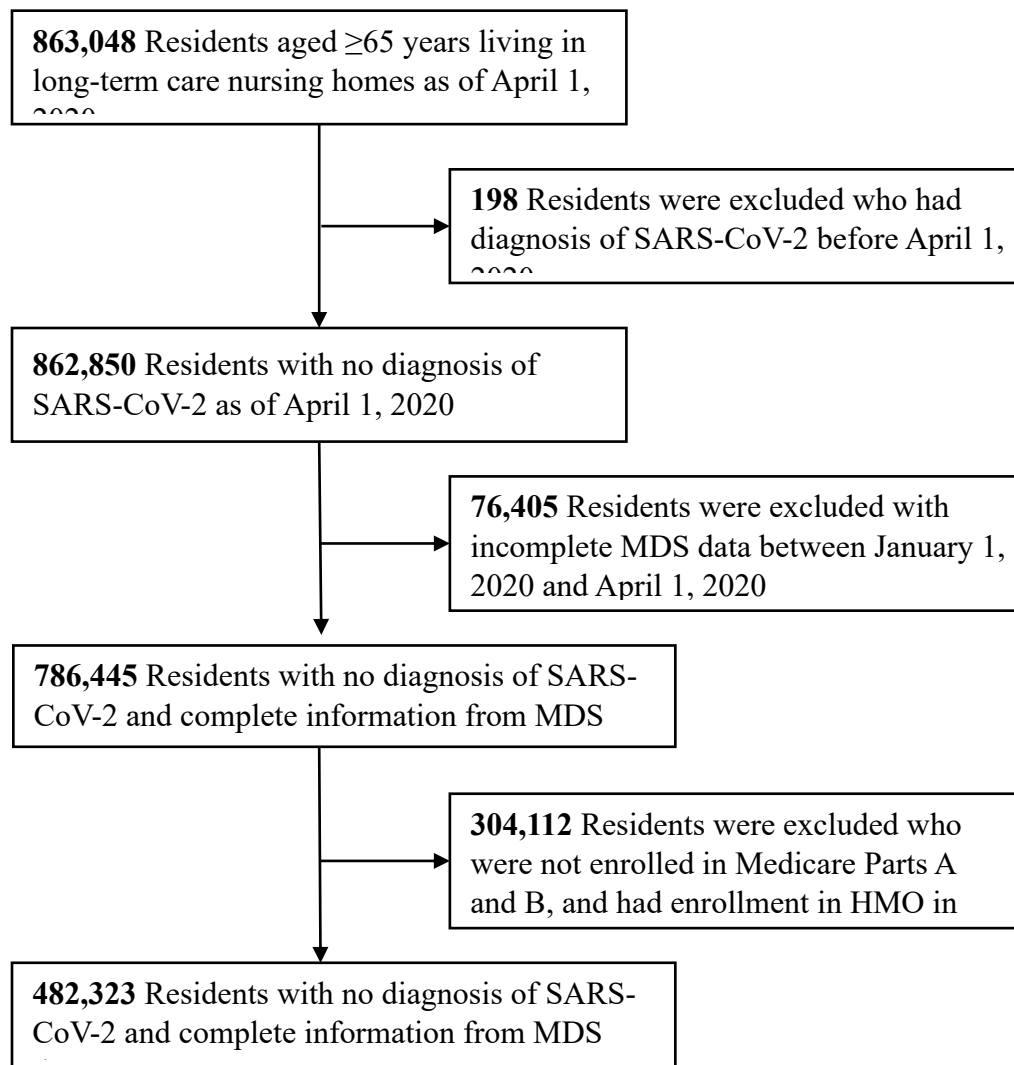 863,048 Residents aged ≥65 years living in
long-term care nursing homes as of April 1,
2020
198 Residents were excluded who had
diagnosis of SARS-CoV-2 before April 1,
2020
862,850 Residents with no diagnosis of
SARS-CoV-2 as of April 1, 2020
76,405 Residents were excluded with
incomplete MDS data between January 1,
2020 and April 1, 2020
786,445 Residents with no diagnosis of SARS-
CoV-2 and complete information from MDS
304,112 Residents were excluded who
were not enrolled in Medicare Parts A
and B, and had enrollment in HMO in
482,323 Residents with no diagnosis of SARS-
CoV-2 and complete information from MDS